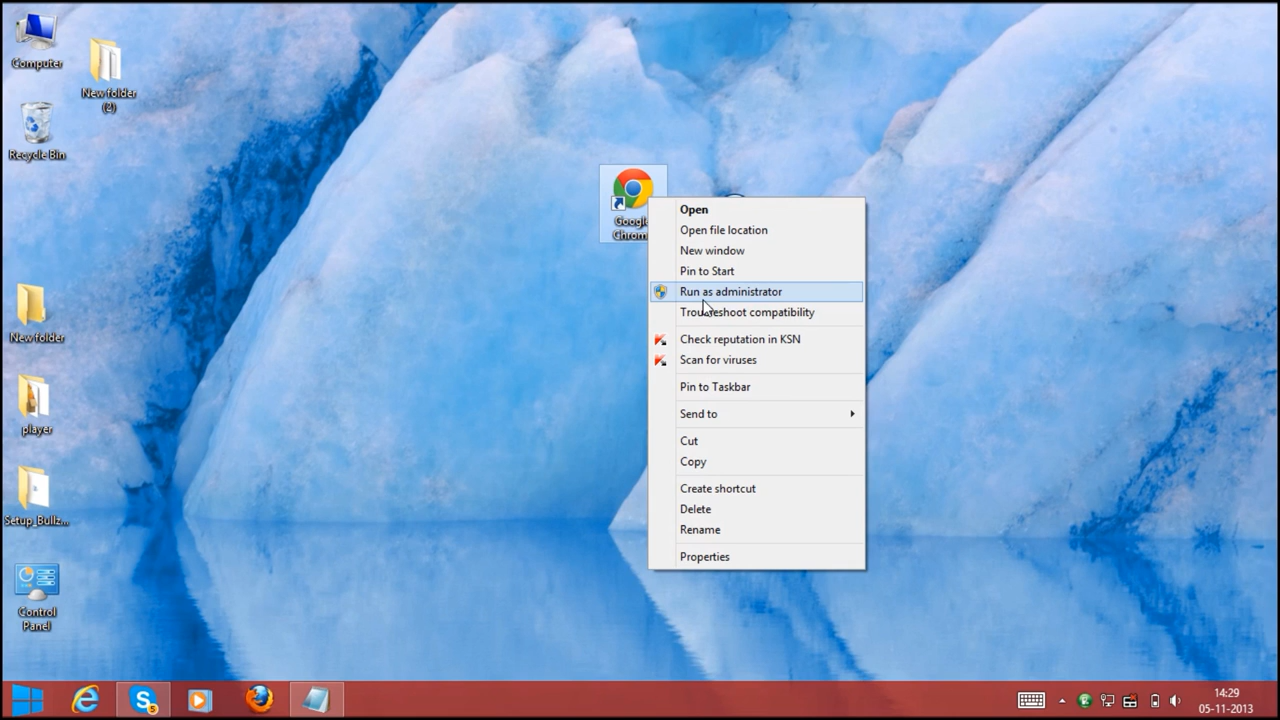 Computer
New folder
(2)
Recycle Bin
New folder
player
Setup_Bullz...
Control
Panel
Google
Chrome
Open
Open file location
New window
Pin to Start
Run as administrator
Troubleshoot compatibility
Check reputation in KSN
Scan for viruses
Pin to Taskbar
Send to
Cut
Copy
Create shortcut
Delete
Rename
Properties
S
5
14:29
05-11-2013